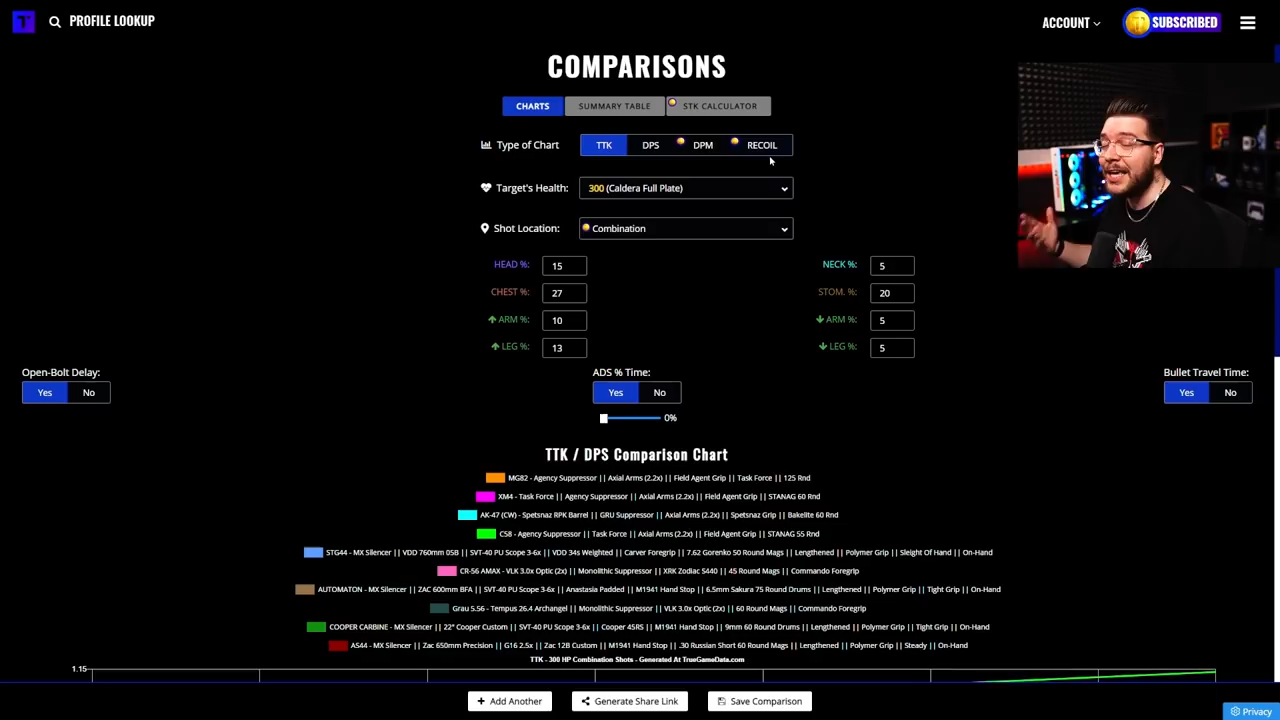 T PROFILE LOOKUP ACCOUNT SUBSCRIBED
COMPARISONS
CHARTS SUMMARY TABLE STK CALCULATOR
Type of Chart TTK DPS DPM RECOIL
Target's Health: 300 (Caldera Full Plate)
Shot Location: Combination
HEAD %: 15 NECK %: 5
CHEST %: 27 STOM. %: 20
ARM %: 10 ARM %: 5
LEG %: 13 LEG %: 5
Open-Bolt Delay: ADS % Time: Bullet Travel Time:
Yes No Yes No Yes No
0%
TTK / DPS Comparison Chart
MG82 - Agency Suppressor || Axial Arms (2.2x) || Field Agent Grip || Task Force || 125 Rnd
XM4 - Task Force || Agency Suppressor || Axial Arms (2.2x) || Field Agent Grip || STANAG 60 Rnd
AK-47 (CW) - Spetsnaz RPK Barrel || GRU Suppressor || Axial Arms (2.2x) || Spetsnaz Grip || Bakelite 60 Rnd
C58 - Agency Suppressor || Task Force || Axial Arms (2.2x) || Field Agent Grip || STANAG 55 Rnd
STG44 - MX Silencer || VDD 760mm 05B || SVT-40 PU Scope 3-6x || VDD 34s Weighted || Carver Foregrip || 7.62 Gorenko 50 Round Mags || Lengthened || Polymer Grip || Sleight Of Hand || On-Hand
CR-56 AMAX - VLK 3.0x Optic (2x) || Monolithic Suppressor || XRK Zodiac S440 || 45 Round Mags || Commando Foregrip
AUTOMATON - MX Silencer || ZAC 600mm BFA || SVT-40 PU Scope 3-6x || Anastasia Padded || M1941 Hand Stop || 6.5mm Sakura 75 Round Drums || Lengthened || Polymer Grip || Tight Grip || On-Hand
Grau 5.56 - Tempus 26.4 Archangel || Monolithic Suppressor || VLK 3.0x Optic (2x) || 60 Round Mags || Commando Foregrip
COOPER CARBINE - MX Silencer || 22" Cooper Custom || SVT-40 PU Scope 3-6x || Cooper 45RS || M1941 Hand Stop || 9mm 60 Round Drums || Lengthened || Polymer Grip || Tight Grip || On-Hand
AS44 - MX Silencer || Zac 650mm Precision || G16 2.5x || Zac 12B Custom || M1941 Hand Stop || .30 Russian Short 60 Round Mags || Lengthened || Polymer Grip || Steady || On-Hand
TTK - 300 HP Combination Shots - Generated At TrueGameData.com
1.15
Add Another Generate Share Link Save Comparison
Privacy